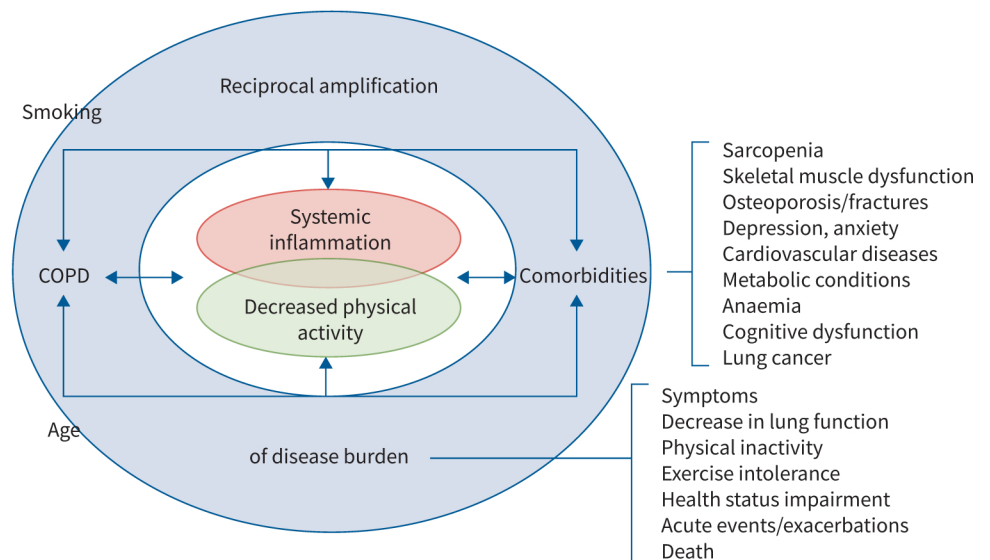 Reciprocal amplification
Smoking
Systemic
inflammation
COPD
Comorbidities
Decreased physical
activity
Age
of disease burden
Sarcopenia
Skeletal muscle dysfunction
Osteoporosis/fractures
Depression, anxiety
Cardiovascular diseases
Metabolic conditions
Anaemia
Cognitive dysfunction
Lung cancer
Symptoms
Decrease in lung function
Physical inactivity
Exercise intolerance
Health status impairment
Acute events/exacerbations
Death